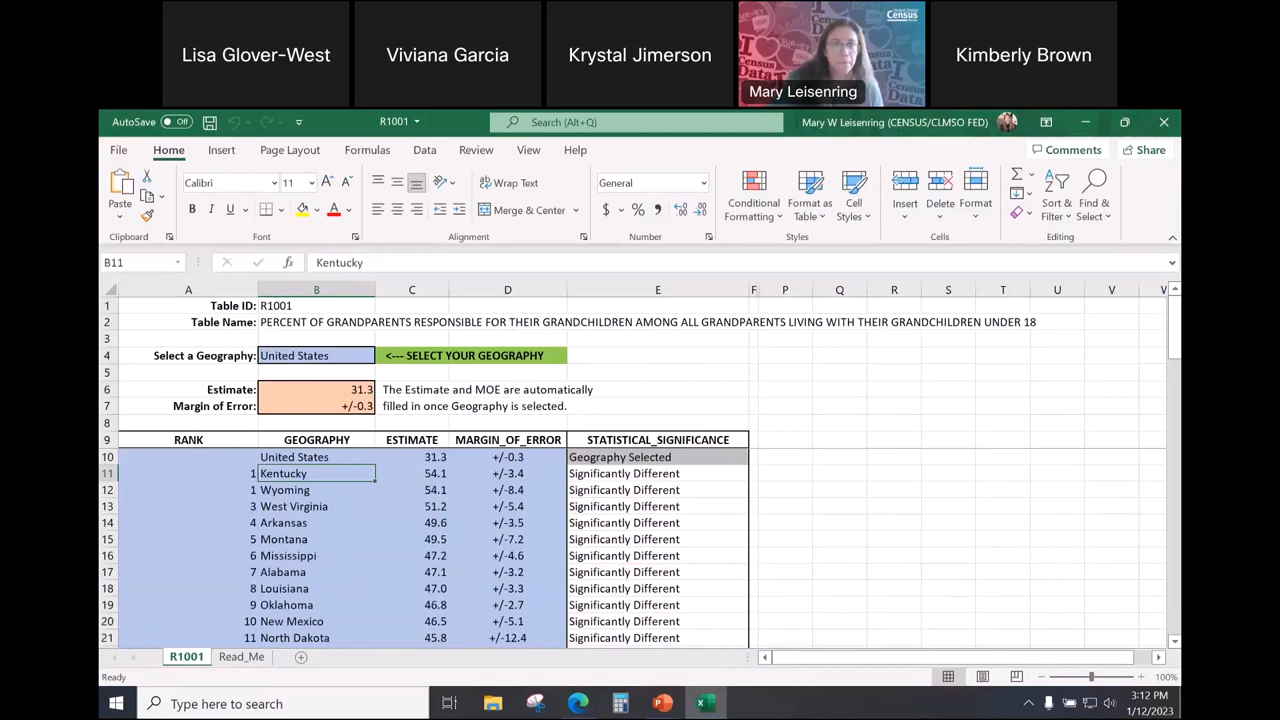 Lisa Glover-West
Viviana Garcia
Krystal Jimerson
United States
Census
I
Census
Data
Mary Leisenring
Kimberly Brown
AutoSave Off
R1001
Search (Alt+Q)
Mary W Leisenring (CENSUS/CLMSO FED)
File Home Insert Page Layout Formulas Data Review View Help
Comments Share
Paste
Calibri 11
B I U
Wrap Text
Merge & Center
General
$ % 9
Conditional Formatting
Format as Table
Cell Styles
Insert
Delete
Format
Sort & Filter
Find & Select
Clipboard Font Alignment Number Styles Cells Editing
B11 fx Kentucky
A B C D E F P Q R S T U V W
1 Table ID: R1001
2 Table Name: PERCENT OF GRANDPARENTS RESPONSIBLE FOR THEIR GRANDCHILDREN AMONG ALL GRANDPARENTS LIVING WITH THEIR GRANDCHILDREN UNDER 18
3
4 Select a Geography: United States <--- SELECT YOUR GEOGRAPHY
5
6 Estimate: 31.3 The Estimate and MOE are automatically
7 Margin of Error: +/-0.3 filled in once Geography is selected.
8
9 RANK GEOGRAPHY ESTIMATE MARGIN_OF_ERROR STATISTICAL_SIGNIFICANCE
10 United States 31.3 +/-0.3 Geography Selected
11 1 Kentucky 54.1 +/-3.4 Significantly Different
12 1 Wyoming 54.1 +/-8.4 Significantly Different
13 3 West Virginia 51.2 +/-5.4 Significantly Different
14 4 Arkansas 49.6 +/-3.5 Significantly Different
15 5 Montana 49.5 +/-7.2 Significantly Different
16 6 Mississippi 47.2 +/-4.6 Significantly Different
17 7 Alabama 47.1 +/-3.2 Significantly Different
18 8 Louisiana 47.0 +/-3.3 Significantly Different
19 9 Oklahoma 46.8 +/-2.7 Significantly Different
20 10 New Mexico 46.5 +/-5.1 Significantly Different
21 11 North Dakota 45.8 +/-12.4 Significantly Different
R1001 Read_Me
Ready 100%
Type here to search
3:12 PM
1/12/2023